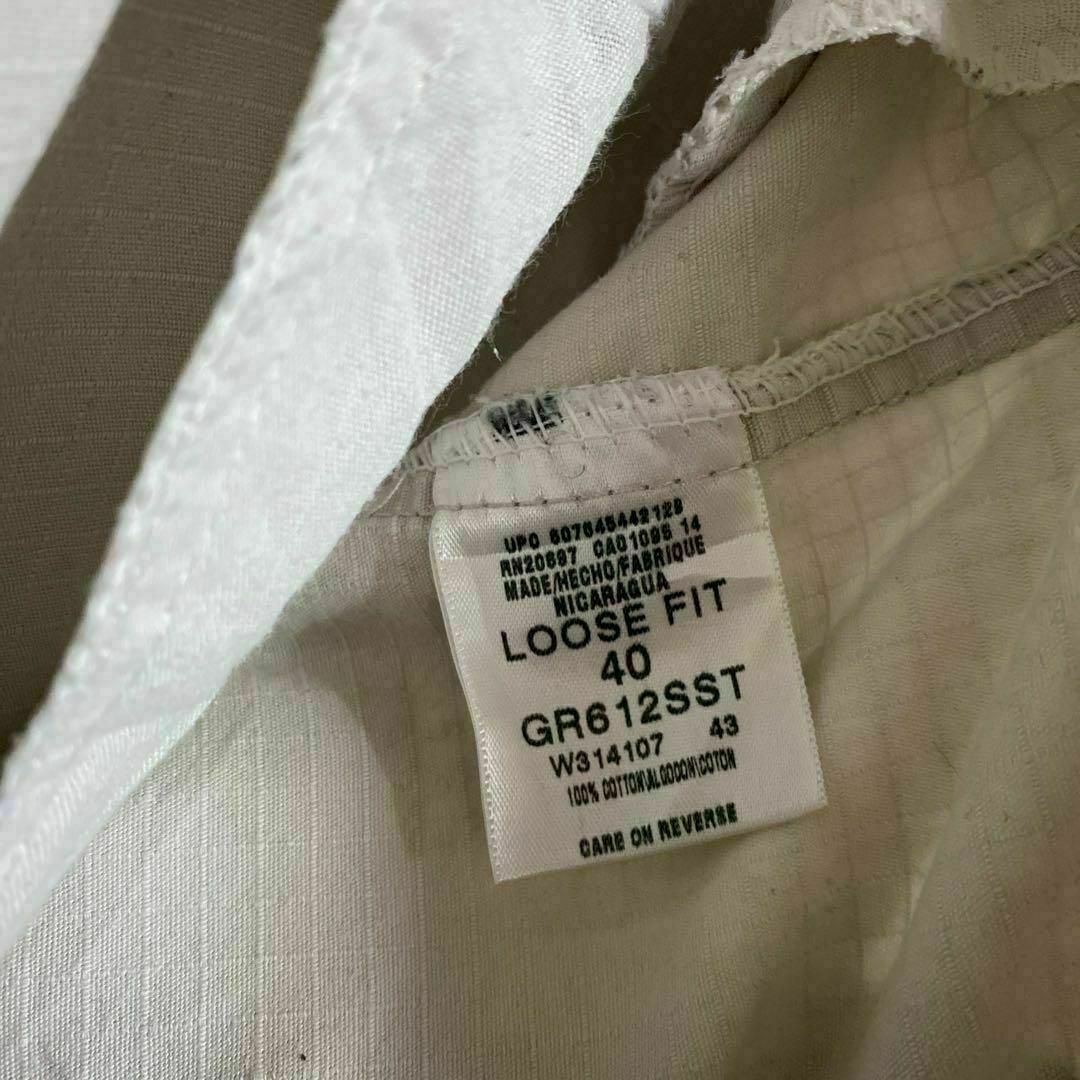 UPC 607645442129
RN20697 CA01096 14
MADE/HECHO/FABRIQUE
NICARAGUA
LOOSE FIT
40
GR612SST
W314107 43
100% COTTON\ALGODON\COTON
CARE ON REVERSE